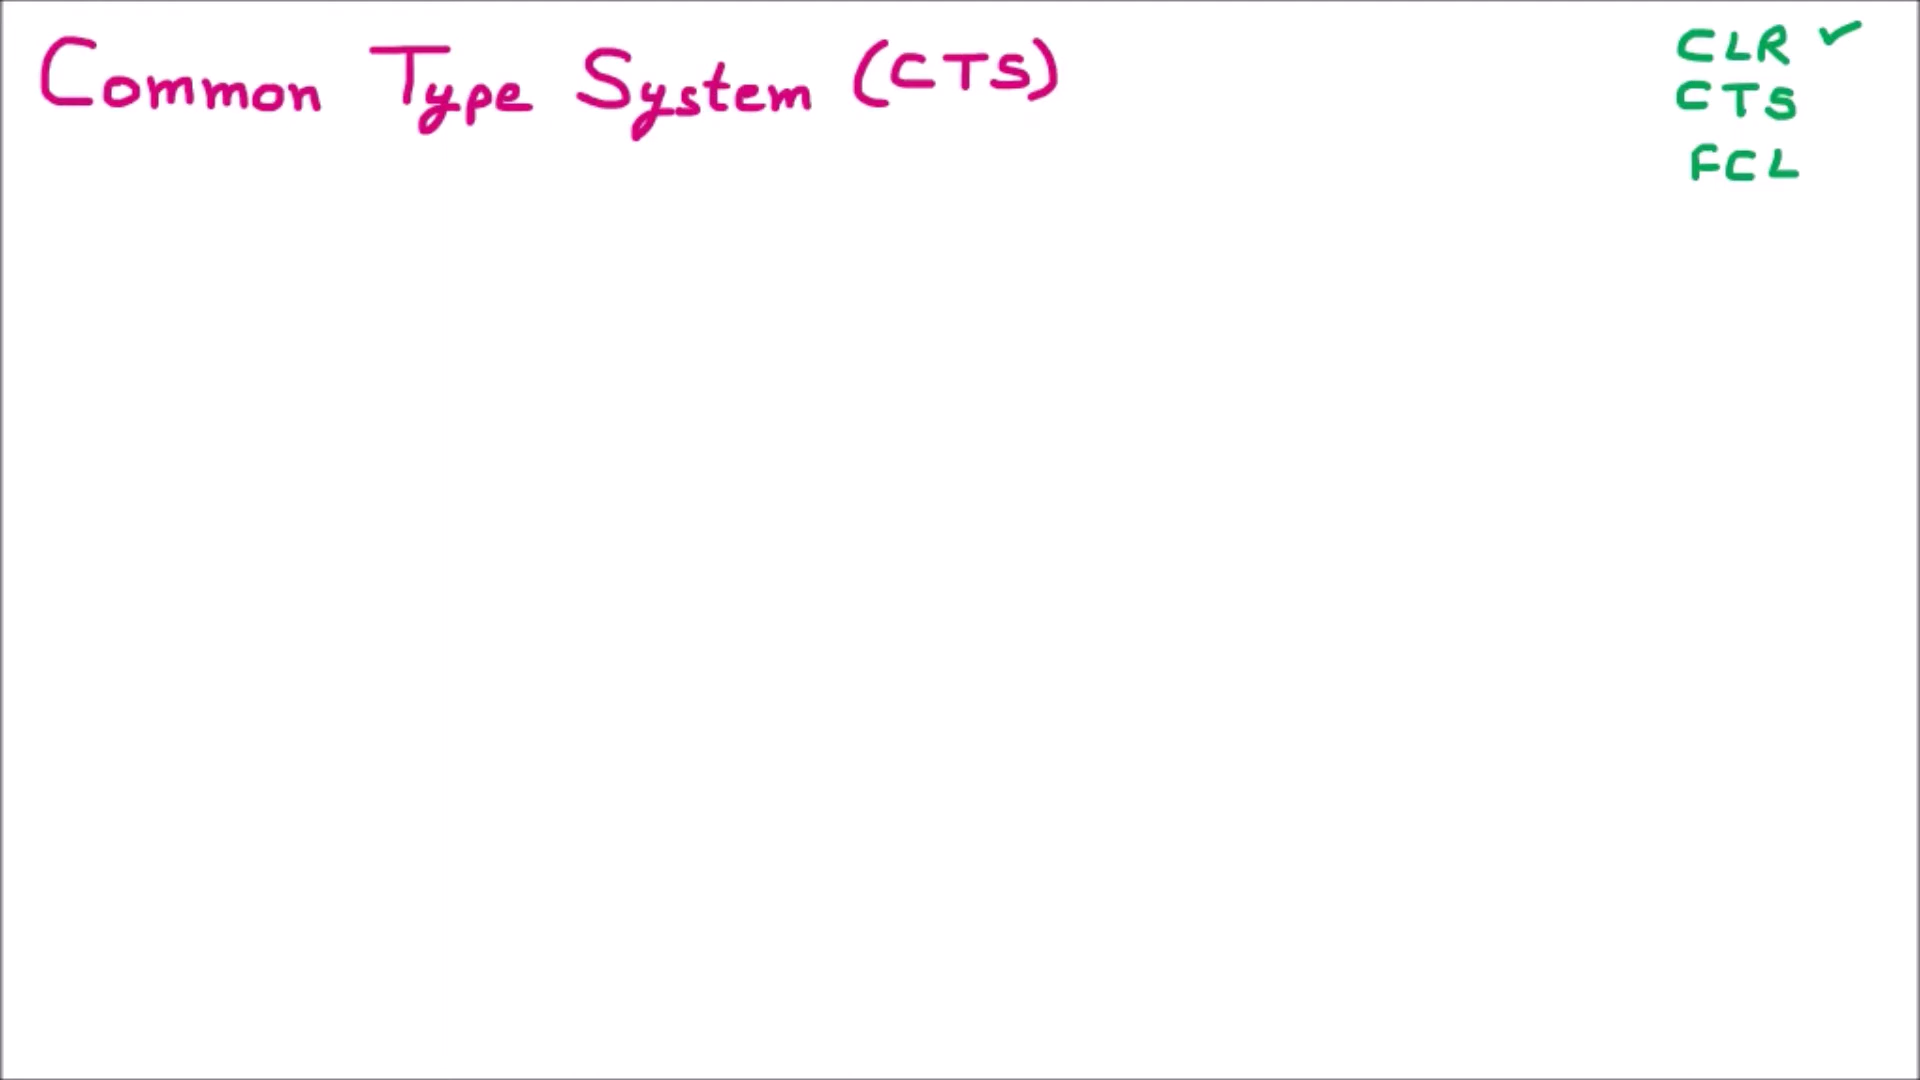 Common Type System (CTS)
CLR ✓
CTS
FCL